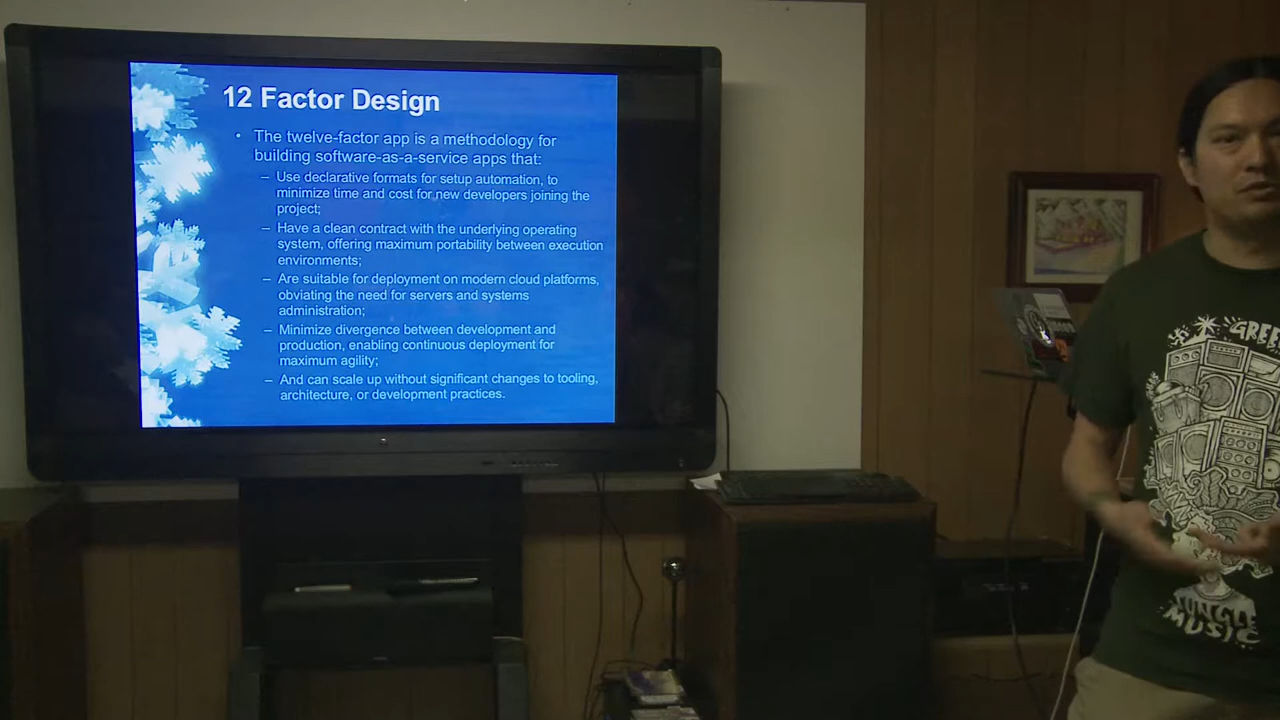 12 Factor Design
• The twelve-factor app is a methodology for
building software-as-a-service apps that:
– Use declarative formats for setup automation, to
minimize time and cost for new developers joining the
project;
– Have a clean contract with the underlying operating
system, offering maximum portability between execution
environments;
– Are suitable for deployment on modern cloud platforms,
obviating the need for servers and systems
administration;
– Minimize divergence between development and
production, enabling continuous deployment for
maximum agility;
– And can scale up without significant changes to tooling,
architecture, or development practices.
JUNGLE
MUSIC